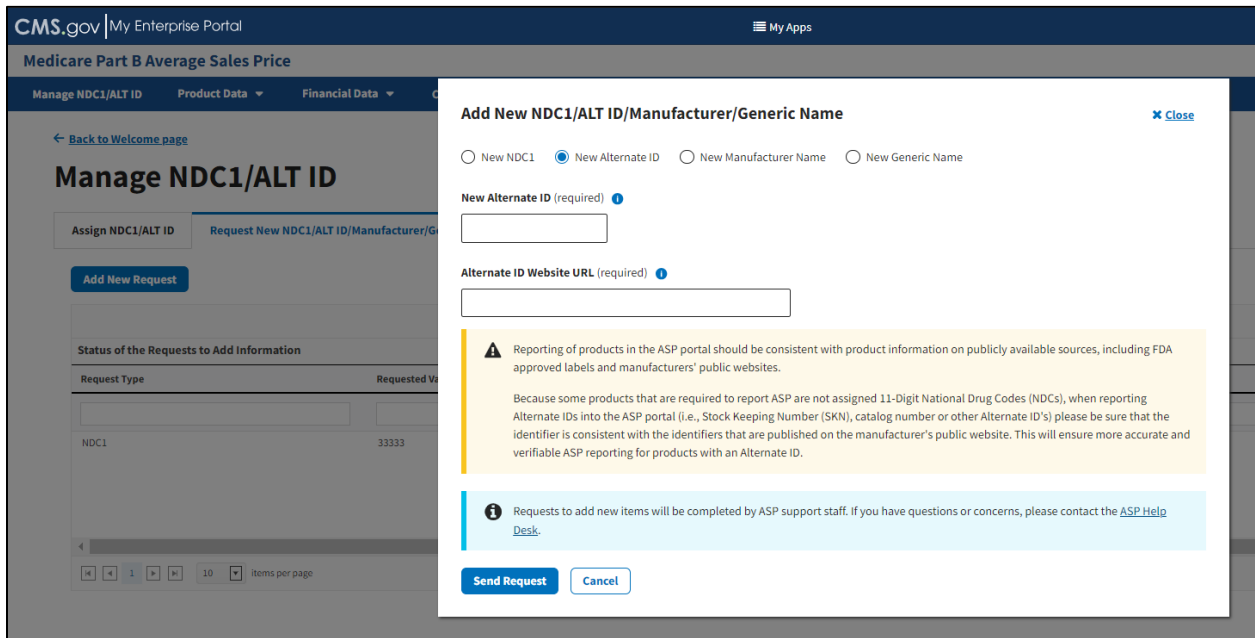 CMS.gov My Enterprise Portal
My Apps
Medicare Part B Average Sales Price
Manage NDC1/ALT ID Product Data Financial Data
Back to Welcome page
Manage NDC1/ALT ID
Assign NDC1/ALT ID Request New NDC1/ALT ID/Manufacturer/G
Add New Request
Status of the Requests to Add Information
Request Type Requested Va
NDC1 33333
1 10 items per page
Add New NDC1/ALT ID/Manufacturer/Generic Name
Close
New NDC1 New Alternate ID New Manufacturer Name New Generic Name
New Alternate ID (required)
Alternate ID Website URL (required)
Reporting of products in the ASP portal should be consistent with product information on publicly available sources, including FDA
approved labels and manufacturers' public websites.
Because some products that are required to report ASP are not assigned 11-Digit National Drug Codes (NDCs), when reporting
Alternate IDs into the ASP portal (i.e., Stock Keeping Number (SKN), catalog number or other Alternate ID's) please be sure that the
identifier is consistent with the identifiers that are published on the manufacturer's public website. This will ensure more accurate and
verifiable ASP reporting for products with an Alternate ID.
Requests to add new items will be completed by ASP support staff. If you have questions or concerns, please contact the ASP Help
Desk.
Send Request Cancel